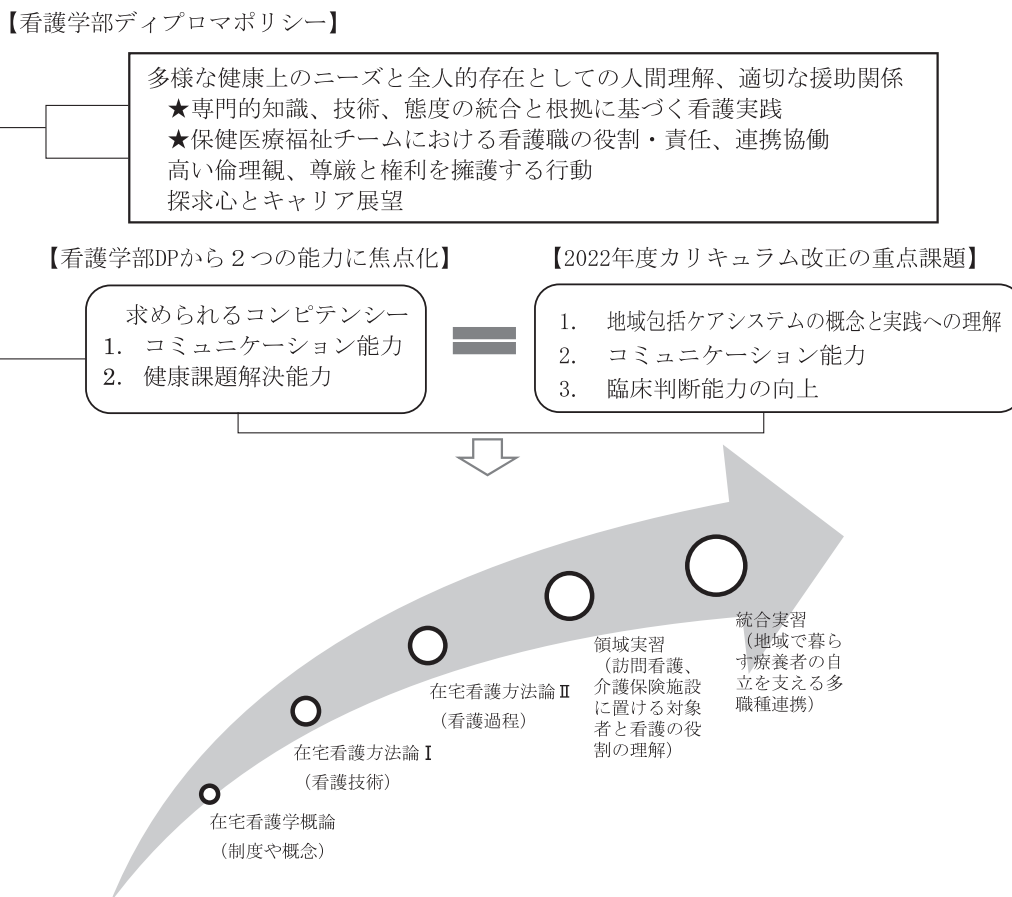 【看護学部ディプロマポリシー】
多様な健康上のニーズと全人的存在としての人間理解、適切な援助関係
★専門的知識、技術、態度の統合と根拠に基づく看護実践
★保健医療福祉チームにおける看護職の役割・責任、連携協働
高い倫理観、尊厳と権利を擁護する行動
探求心とキャリア展望
【看護学部DPから２つの能力に焦点化】
求められるコンピテンシー
1. コミュニケーション能力
2. 健康課題解決能力
【2022年度カリキュラム改正の重点課題】
1. 地域包括ケアシステムの概念と実践への理解
2. コミュニケーション能力
3. 臨床判断能力の向上
在宅看護学概論
（制度や概念）
在宅看護方法論Ⅰ
（看護技術）
在宅看護方法論Ⅱ
（看護過程）
領域実習
（訪問看護、
介護保険施設
に置ける対象
者と看護の役
割の理解）
統合実習
（地域で暮ら
す療養者の自
立を支える多
職種連携）